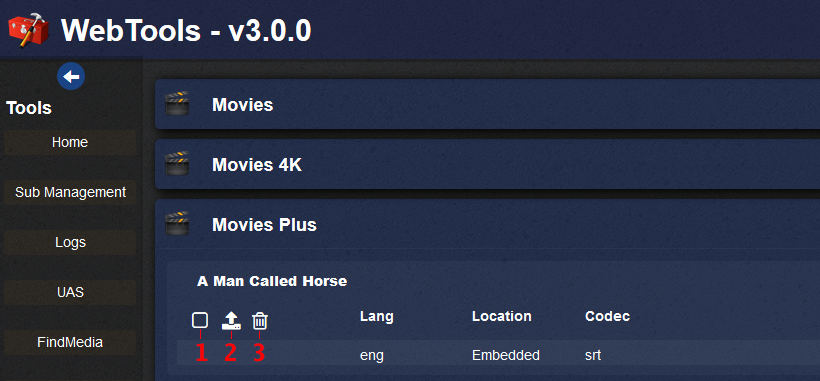 WebTools - v3.0.0
Tools
Home
Sub Management
Logs
UAS
FindMedia
Movies
Movies 4K
Movies Plus
A Man Called Horse
Lang Location Codec
1 2 3
eng Embedded srt